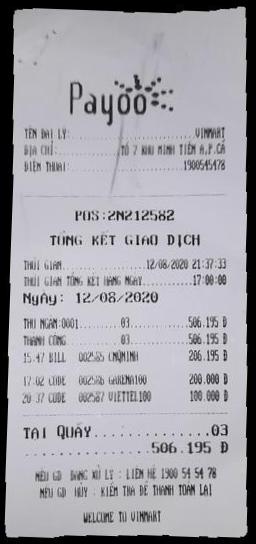 Payoo
TÊN ĐẠI LÝ:..................VINMART
ĐỊA CHỈ:..........TỔ 7 KHU MINH TIẾN A,P.CẨ
ĐIỆN THOẠI:..................1900545478
POS:2N212582
TỔNG KẾT GIAO DỊCH
THỜI GIAN..........12/08/2020 21:37:33
THỜI GIAN TỔNG KẾT HÀNG NGÀY..........17:00:00
Ngày: 12/08/2020
THU NGÂN:0001..........03..........506.195 Đ
THÀNH CÔNG..........03..........506.195 Đ
15:47 BILL 002585 206.195 Đ
17:02 CODE 002586 GARENA100 200.000 Đ
20:37 CODE 002587 VIETTEL100 100.000 Đ
TẠI QUẦY..............03
..............506.195 Đ
NẾU GD ĐANG XỬ LÝ : LIÊN HỆ 1900 54 54 78
NẾU GD HỦY : KIỂM TRA ĐỂ THANH TOÁN LẠI
WELCOME TO VINMART